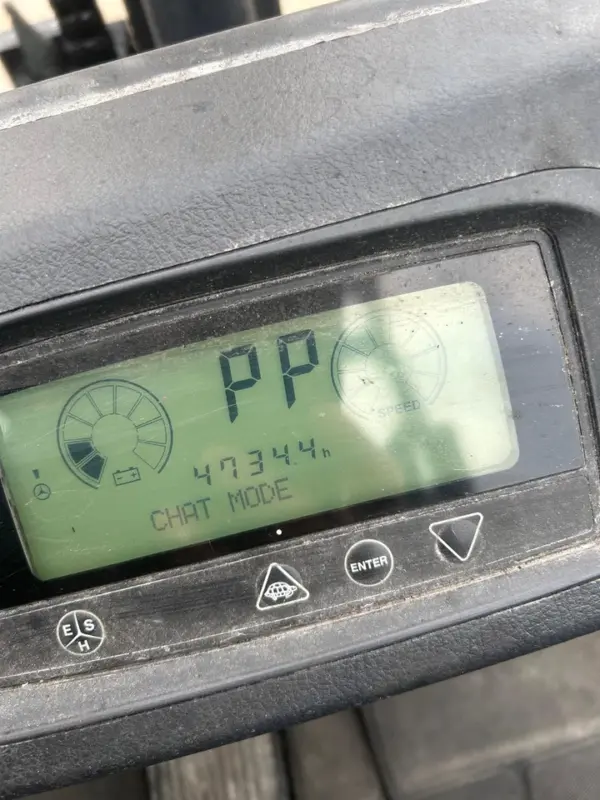 PP
SPEED
4734.4h
CHAT MODE
E S
H
ENTER